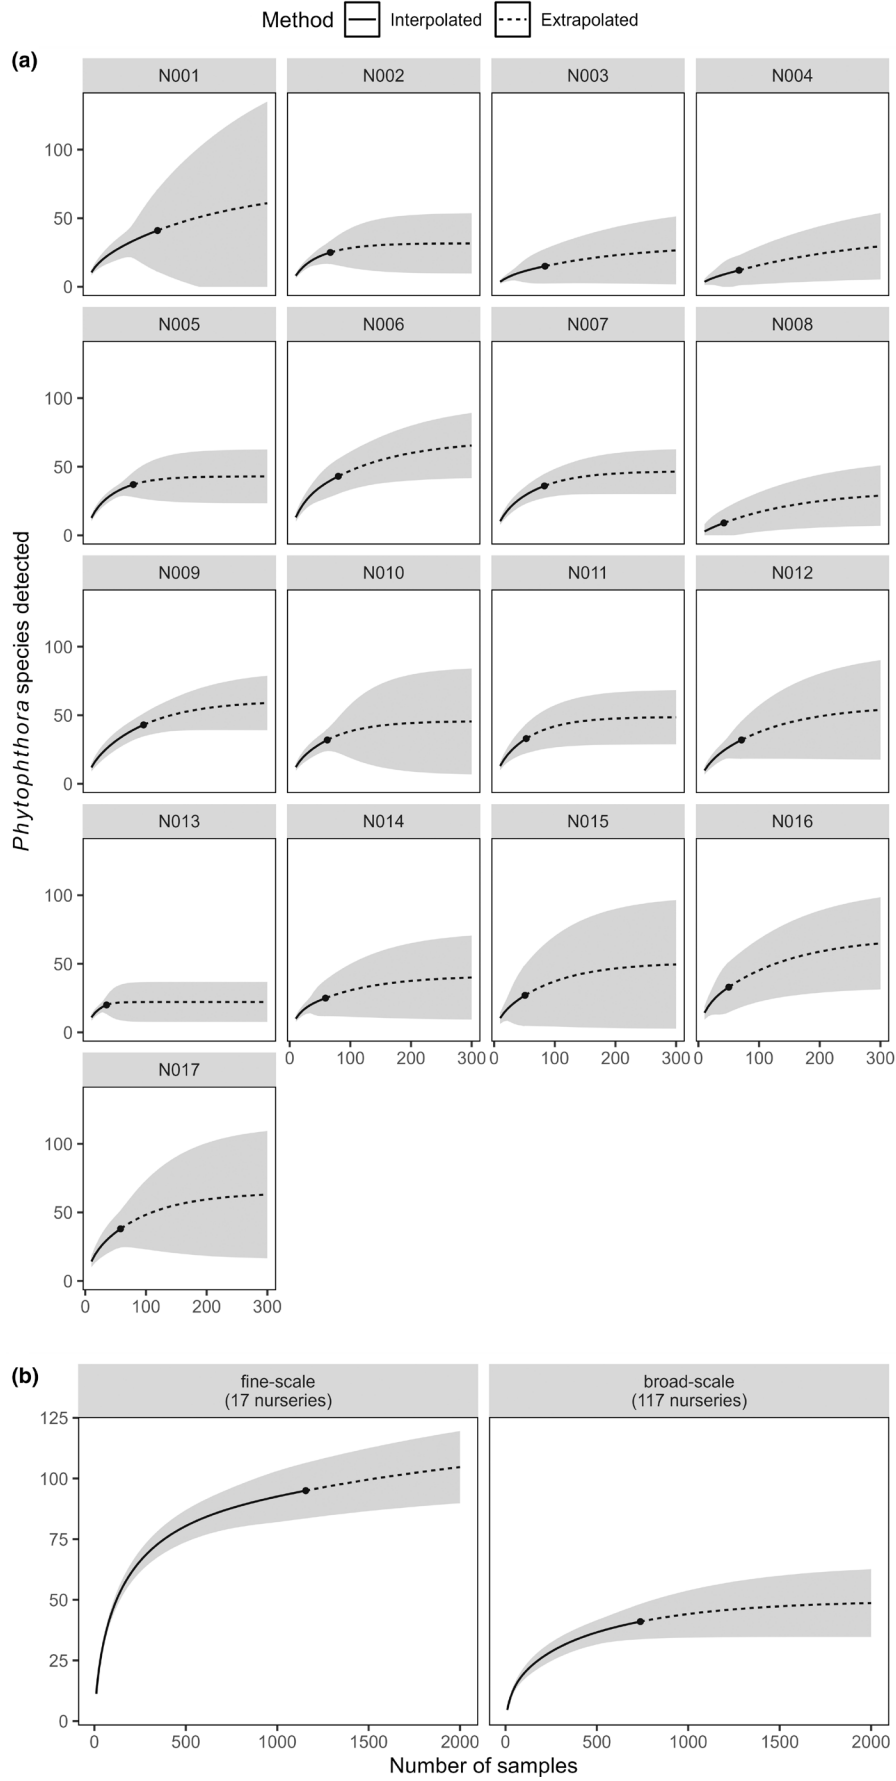 Method Interpolated Extrapolated
(a)
N001 N002 N003 N004
100
50
0
N005 N006 N007 N008
100
50
0
N009 N010 N011 N012
100
50
0
N013 N014 N015 N016
100
50
0
0 100 200 300 0 100 200 300 0 100 200 300
N017
100
50
0
0 100 200 300
Phytophthora species detected
(b)
fine-scale
(17 nurseries)
broad-scale
(117 nurseries)
125
100
75
50
25
0
0 500 1000 1500 2000 0 500 1000 1500 2000
Number of samples